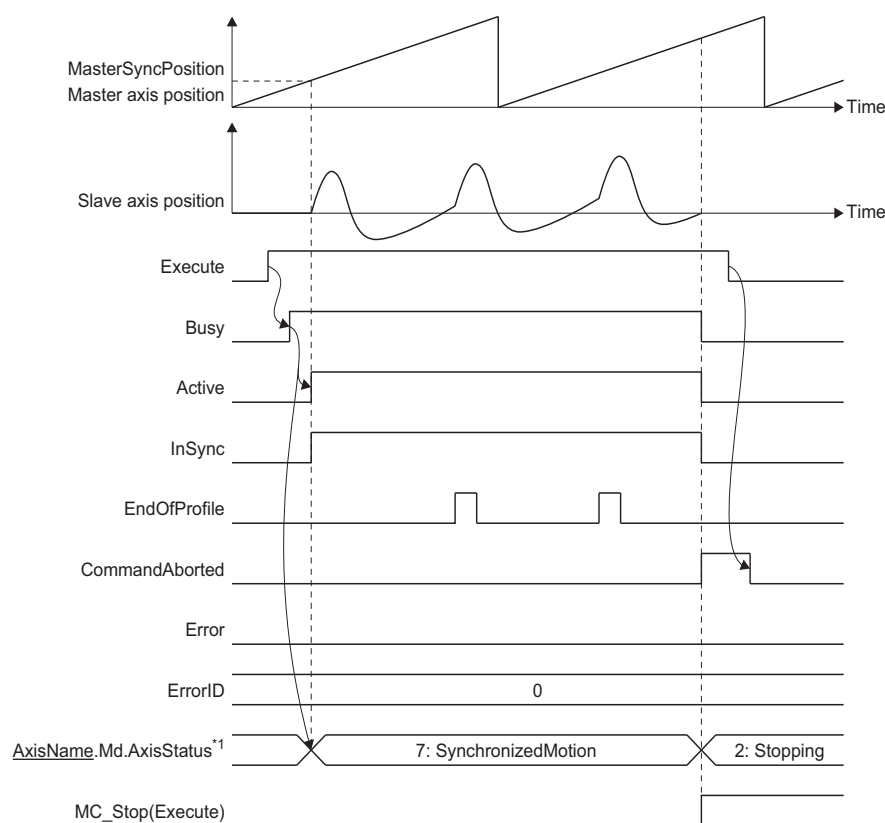 MasterSyncPosition
Master axis position
Time
Slave axis position
Time
Execute
Busy
Active
InSync
EndOfProfile
CommandAborted
Error
ErrorID
0
AxisName.Md.AxisStatus*1
7: SynchronizedMotion
2: Stopping
MC_Stop(Execute)